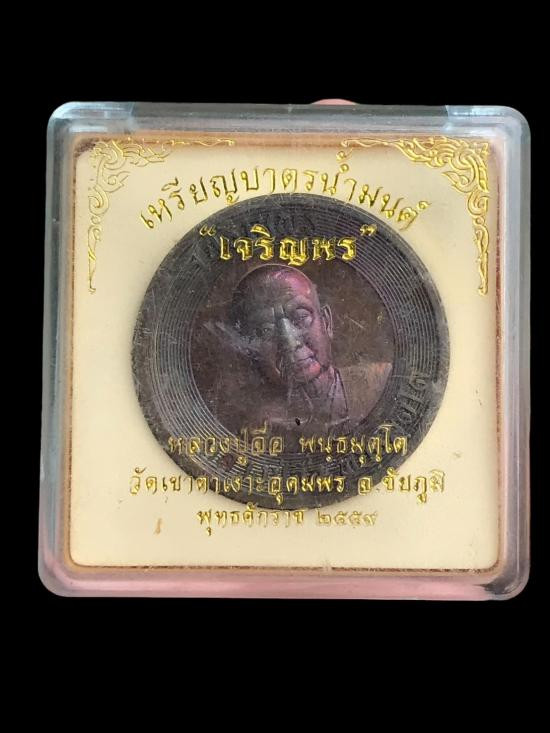 เหรียญบาตรน้ำมนต์
“เจริญพร”
หลวงปู่ฮก พนฺธมุตฺโต
วัดเขาตาเงาะอุดมพร จ.ชัยภูมิ
พุทธศักราช ๒๕๕๙